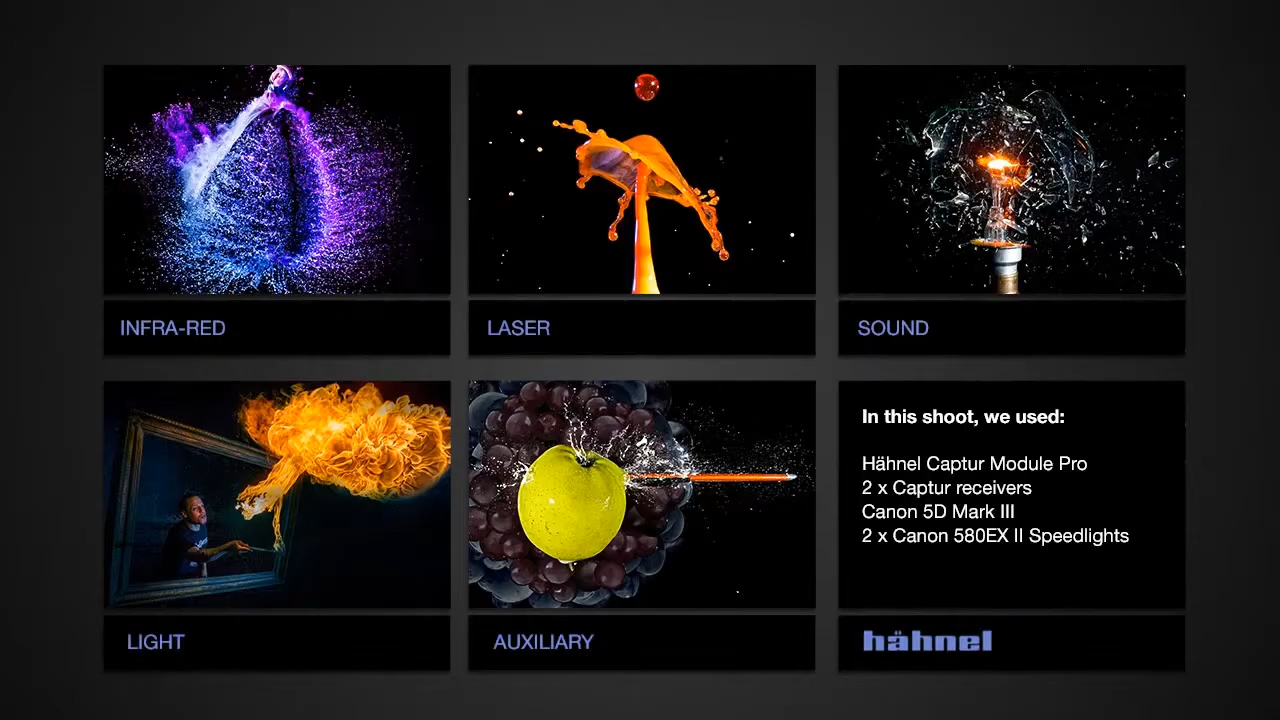 INFRA-RED
LASER
SOUND
LIGHT
AUXILIARY
In this shoot, we used:
Hähnel Captur Module Pro
2 x Captur receivers
Canon 5D Mark III
2 x Canon 580EX II Speedlights
hähnel